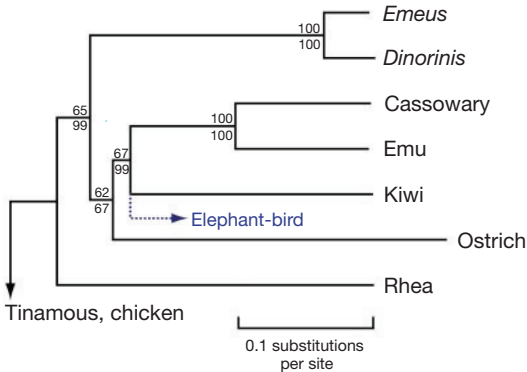 Emeus
100
100
Dinorinis
Cassowary
65
99
100
100
Emu
67
99
Kiwi
62
67
Elephant-bird
Ostrich
Rhea
Tinamous, chicken
0.1 substitutions
per site